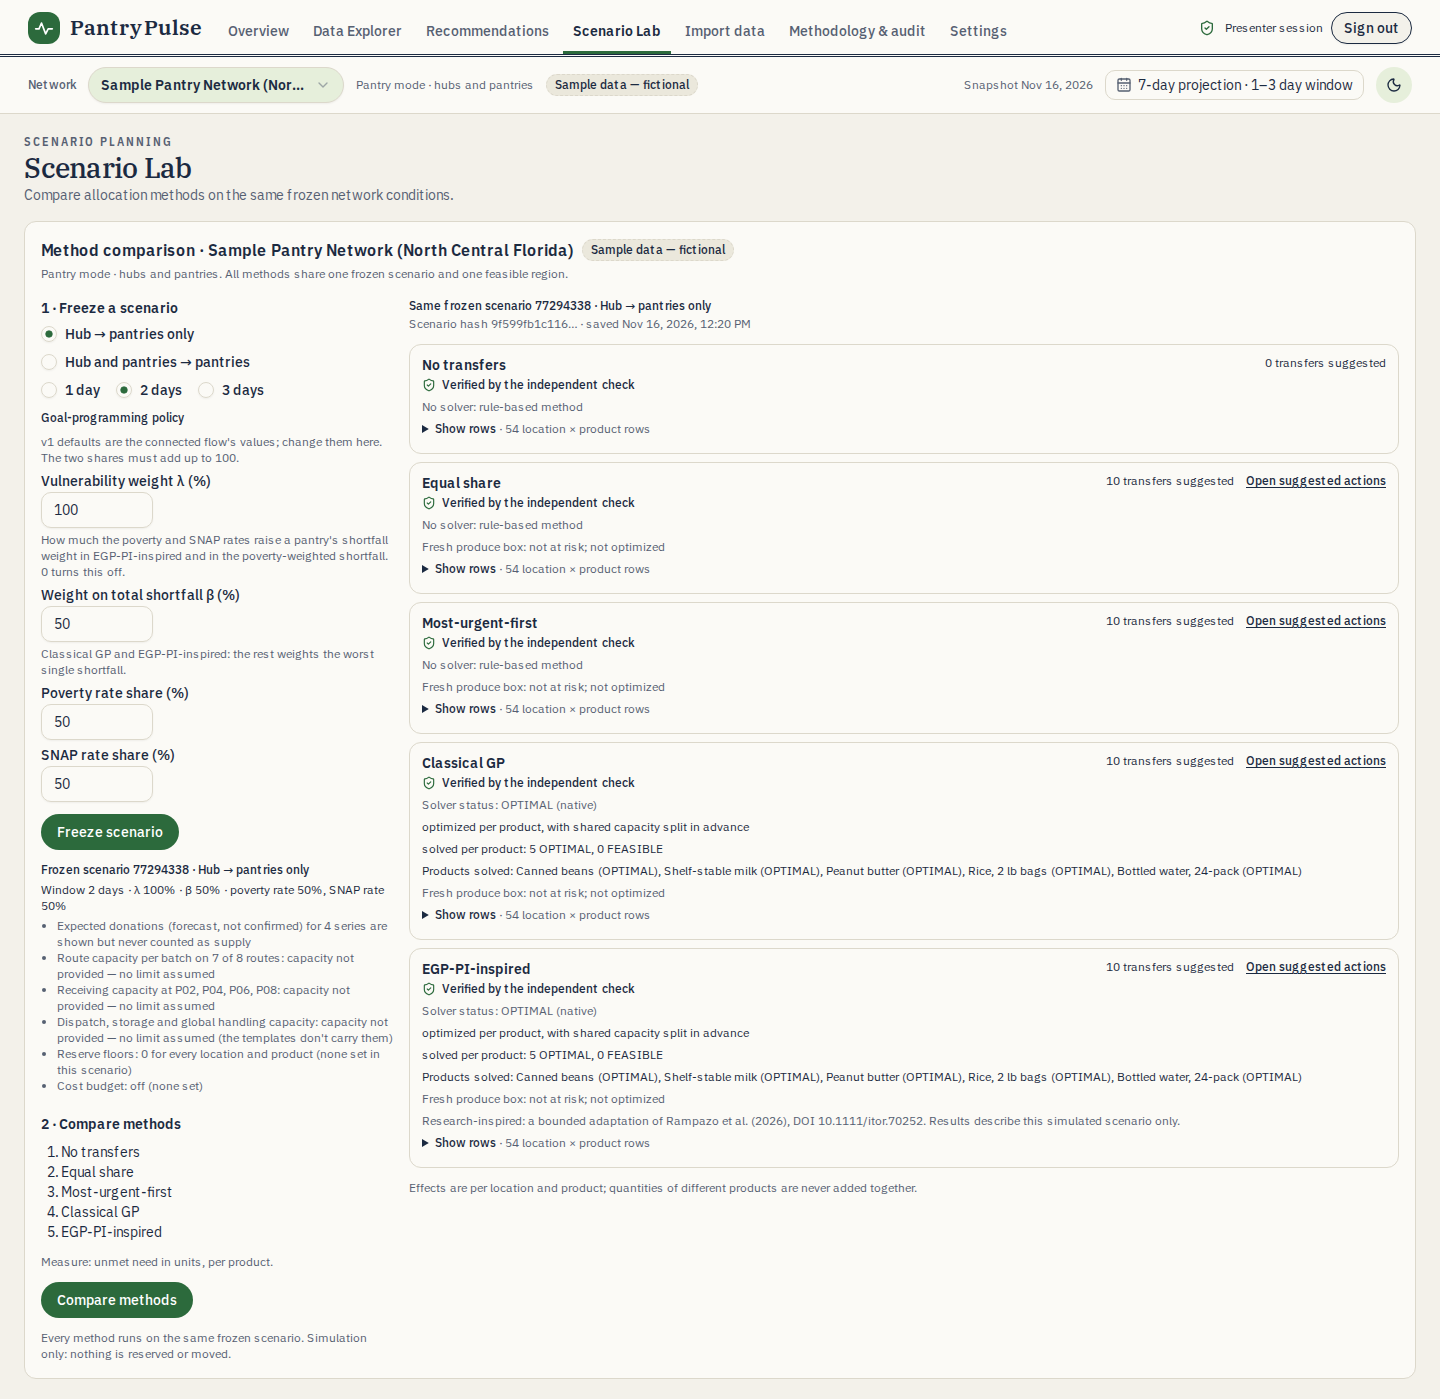 PantryPulse
Overview
Data Explorer
Recommendations
Scenario Lab
Import data
Methodology & audit
Settings
Presenter session
Sign out
Network
Sample Pantry Network (Nor...
Pantry mode · hubs and pantries
Sample data — fictional
Snapshot Nov 16, 2026
7-day projection · 1–3 day window
SCENARIO PLANNING
Scenario Lab
Compare allocation methods on the same frozen network conditions.
Method comparison · Sample Pantry Network (North Central Florida)
Sample data — fictional
Pantry mode · hubs and pantries. All methods share one frozen scenario and one feasible region.
1 · Freeze a scenario
Hub → pantries only
Hub and pantries → pantries
1 day
2 days
3 days
Goal-programming policy
v1 defaults are the connected flow's values; change them here.
The two shares must add up to 100.
Vulnerability weight λ (%)
100
How much the poverty and SNAP rates raise a pantry's shortfall
weight in EGP-PI-inspired and in the poverty-weighted shortfall.
0 turns this off.
Weight on total shortfall β (%)
50
Classical GP and EGP-PI-inspired: the rest weights the worst
single shortfall.
Poverty rate share (%)
50
SNAP rate share (%)
50
Freeze scenario
Frozen scenario 77294338 · Hub → pantries only
Window 2 days · λ 100% · β 50% · poverty rate 50%, SNAP rate
50%
• Expected donations (forecast, not confirmed) for 4 series are
shown but never counted as supply
• Route capacity per batch on 7 of 8 routes: capacity not
provided — no limit assumed
• Receiving capacity at P02, P04, P06, P08: capacity not
provided — no limit assumed
• Dispatch, storage and global handling capacity: capacity not
provided — no limit assumed (the templates don't carry them)
• Reserve floors: 0 for every location and product (none set in
this scenario)
• Cost budget: off (none set)
2 · Compare methods
1. No transfers
2. Equal share
3. Most-urgent-first
4. Classical GP
5. EGP-PI-inspired
Measure: unmet need in units, per product.
Compare methods
Every method runs on the same frozen scenario. Simulation
only: nothing is reserved or moved.
Same frozen scenario 77294338 · Hub → pantries only
Scenario hash 9f599fb1c116... · saved Nov 16, 2026, 12:20 PM
No transfers
0 transfers suggested
Verified by the independent check
No solver: rule-based method
Show rows · 54 location × product rows
Equal share
10 transfers suggested
Open suggested actions
Verified by the independent check
No solver: rule-based method
Fresh produce box: not at risk; not optimized
Show rows · 54 location × product rows
Most-urgent-first
10 transfers suggested
Open suggested actions
Verified by the independent check
No solver: rule-based method
Fresh produce box: not at risk; not optimized
Show rows · 54 location × product rows
Classical GP
10 transfers suggested
Open suggested actions
Verified by the independent check
Solver status: OPTIMAL (native)
optimized per product, with shared capacity split in advance
solved per product: 5 OPTIMAL, 0 FEASIBLE
Products solved: Canned beans (OPTIMAL), Shelf-stable milk (OPTIMAL), Peanut butter (OPTIMAL), Rice, 2 lb bags (OPTIMAL), Bottled water, 24-pack (OPTIMAL)
Fresh produce box: not at risk; not optimized
Show rows · 54 location × product rows
EGP-PI-inspired
10 transfers suggested
Open suggested actions
Verified by the independent check
Solver status: OPTIMAL (native)
optimized per product, with shared capacity split in advance
solved per product: 5 OPTIMAL, 0 FEASIBLE
Products solved: Canned beans (OPTIMAL), Shelf-stable milk (OPTIMAL), Peanut butter (OPTIMAL), Rice, 2 lb bags (OPTIMAL), Bottled water, 24-pack (OPTIMAL)
Fresh produce box: not at risk; not optimized
Research-inspired: a bounded adaptation of Rampazo et al. (2026), DOI 10.1111/itor.70252. Results describe this simulated scenario only.
Show rows · 54 location × product rows
Effects are per location and product; quantities of different products are never added together.